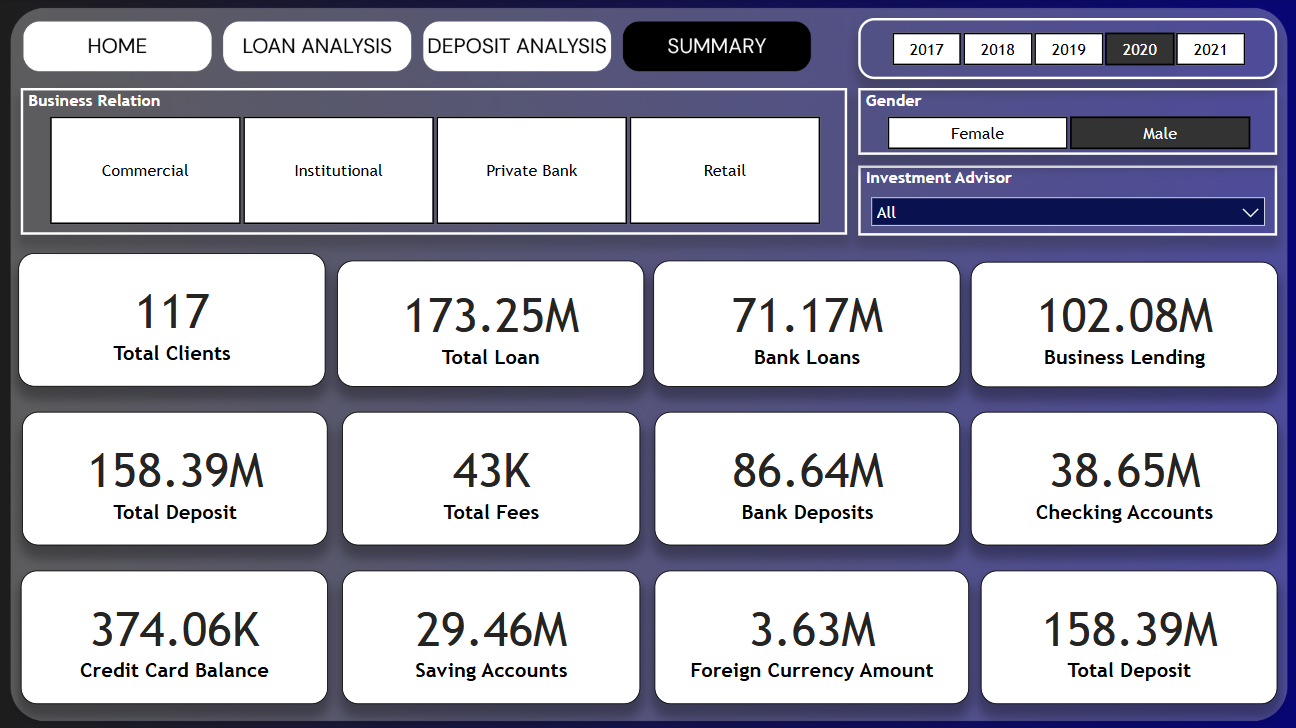 HOME
LOAN ANALYSIS
DEPOSIT ANALYSIS
SUMMARY
2017
2018
2019
2020
2021
Business Relation
Commercial
Institutional
Private Bank
Retail
Gender
Female
Male
Investment Advisor
All
117
Total Clients
173.25M
Total Loan
71.17M
Bank Loans
102.08M
Business Lending
158.39M
Total Deposit
43K
Total Fees
86.64M
Bank Deposits
38.65M
Checking Accounts
374.06K
Credit Card Balance
29.46M
Saving Accounts
3.63M
Foreign Currency Amount
158.39M
Total Deposit